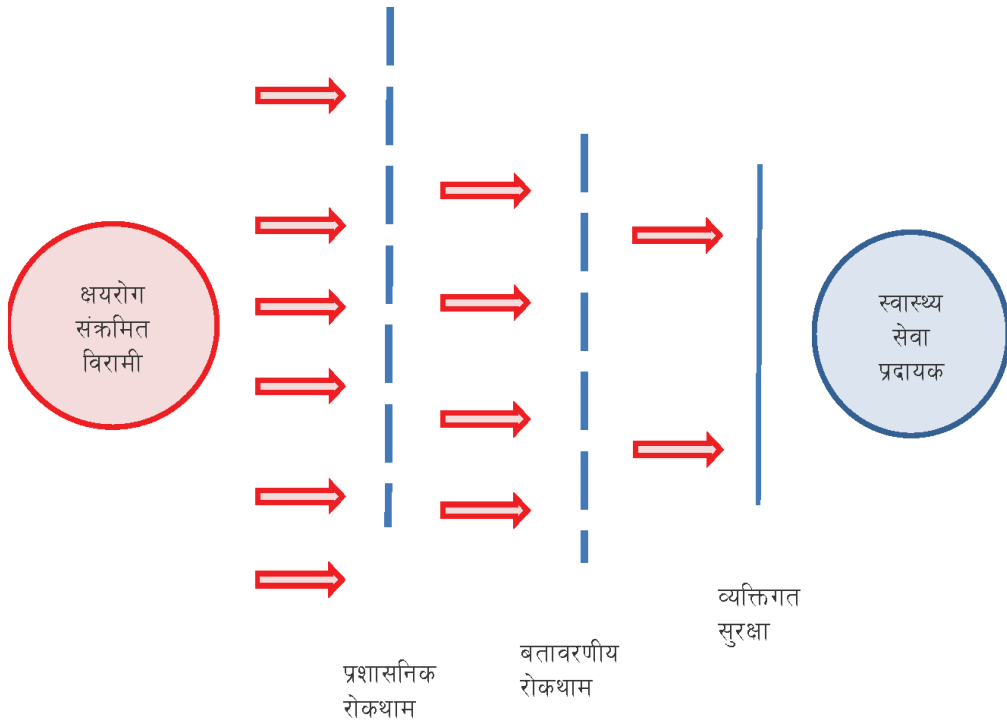 क्षयरोग
संक्रमित
विरामी
स्वास्थ्य
सेवा
प्रदायक
प्रशासनिक
रोकथाम
बतावरणीय
रोकथाम
व्यक्तिगत
सुरक्षा